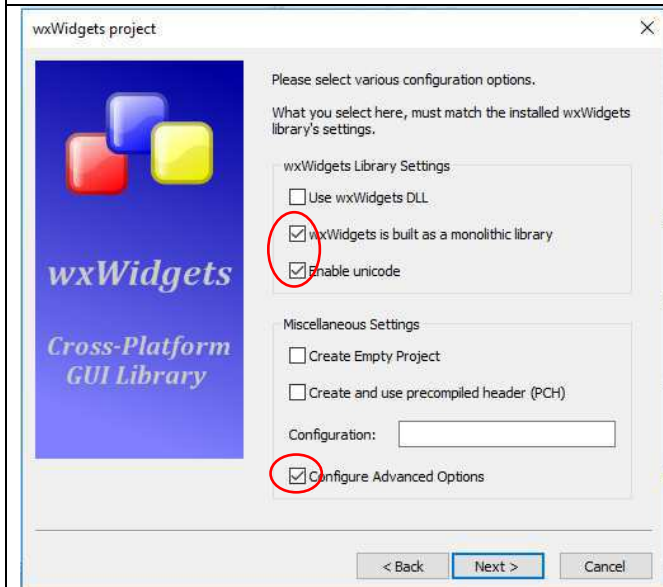 wxWidgets project
Please select various configuration options.
What you select here, must match the installed wxWidgets
library's settings.
wxWidgets Library Settings
Use wxWidgets DLL
wxWidgets is built as a monolithic library
Enable unicode
wxWidgets
Cross-Platform
GUI Library
Miscellaneous Settings
Create Empty Project
Create and use precompiled header (PCH)
Configuration:
Configure Advanced Options
< Back
Next >
Cancel